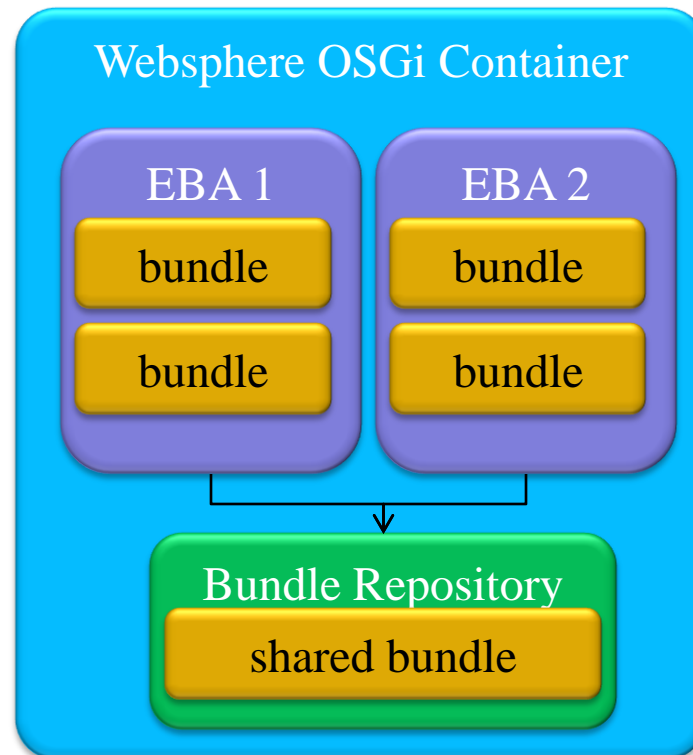 Websphere OSGi Container
EBA 1
bundle
bundle
EBA 2
bundle
bundle
Bundle Repository
shared bundle